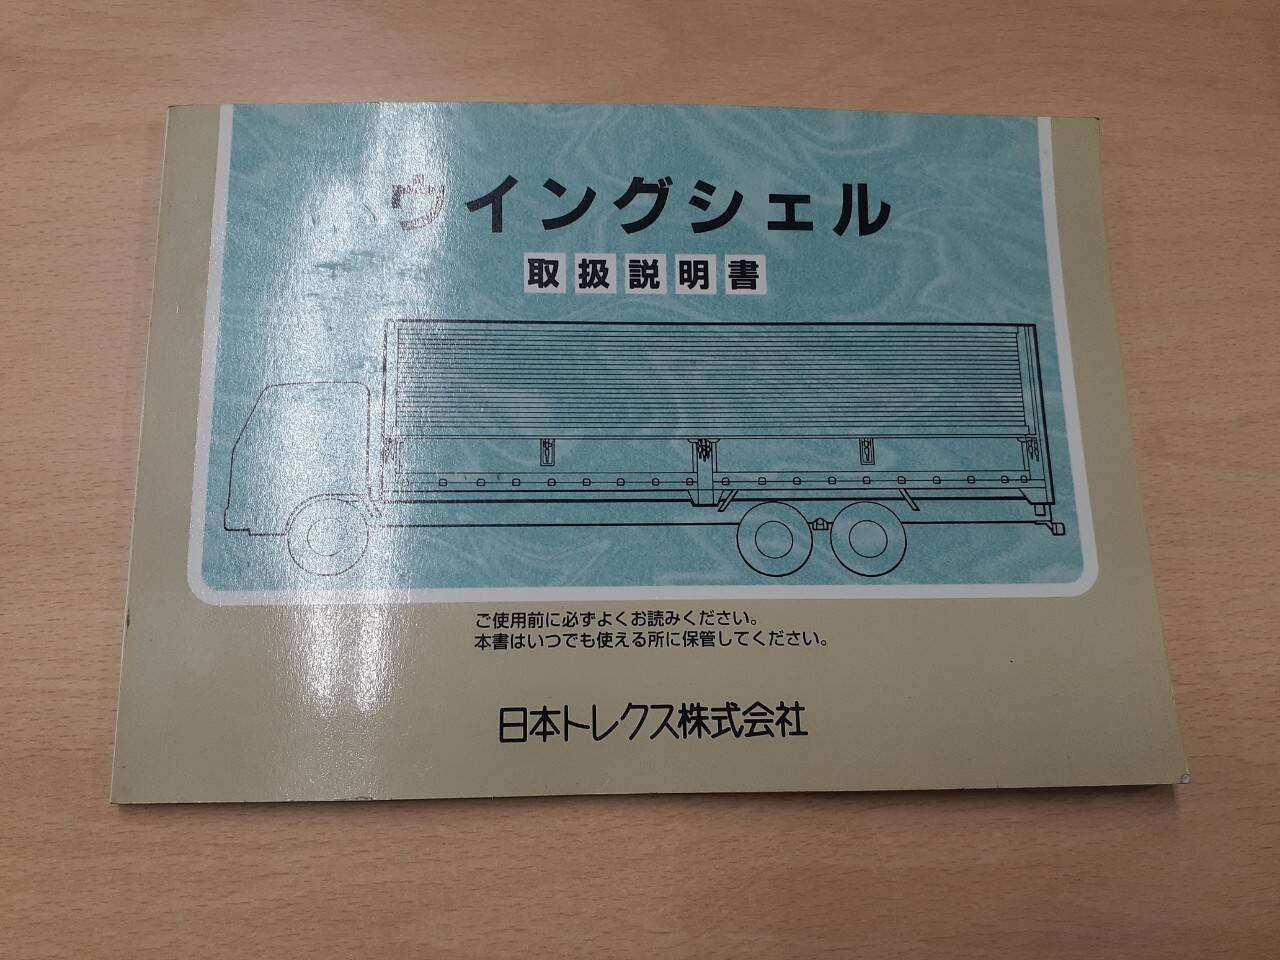 ウイングシェル
取扱説明書
ご使用前に必ずよくお読みください。
本書はいつでも使える所に保管してください。
日本トレクス株式会社